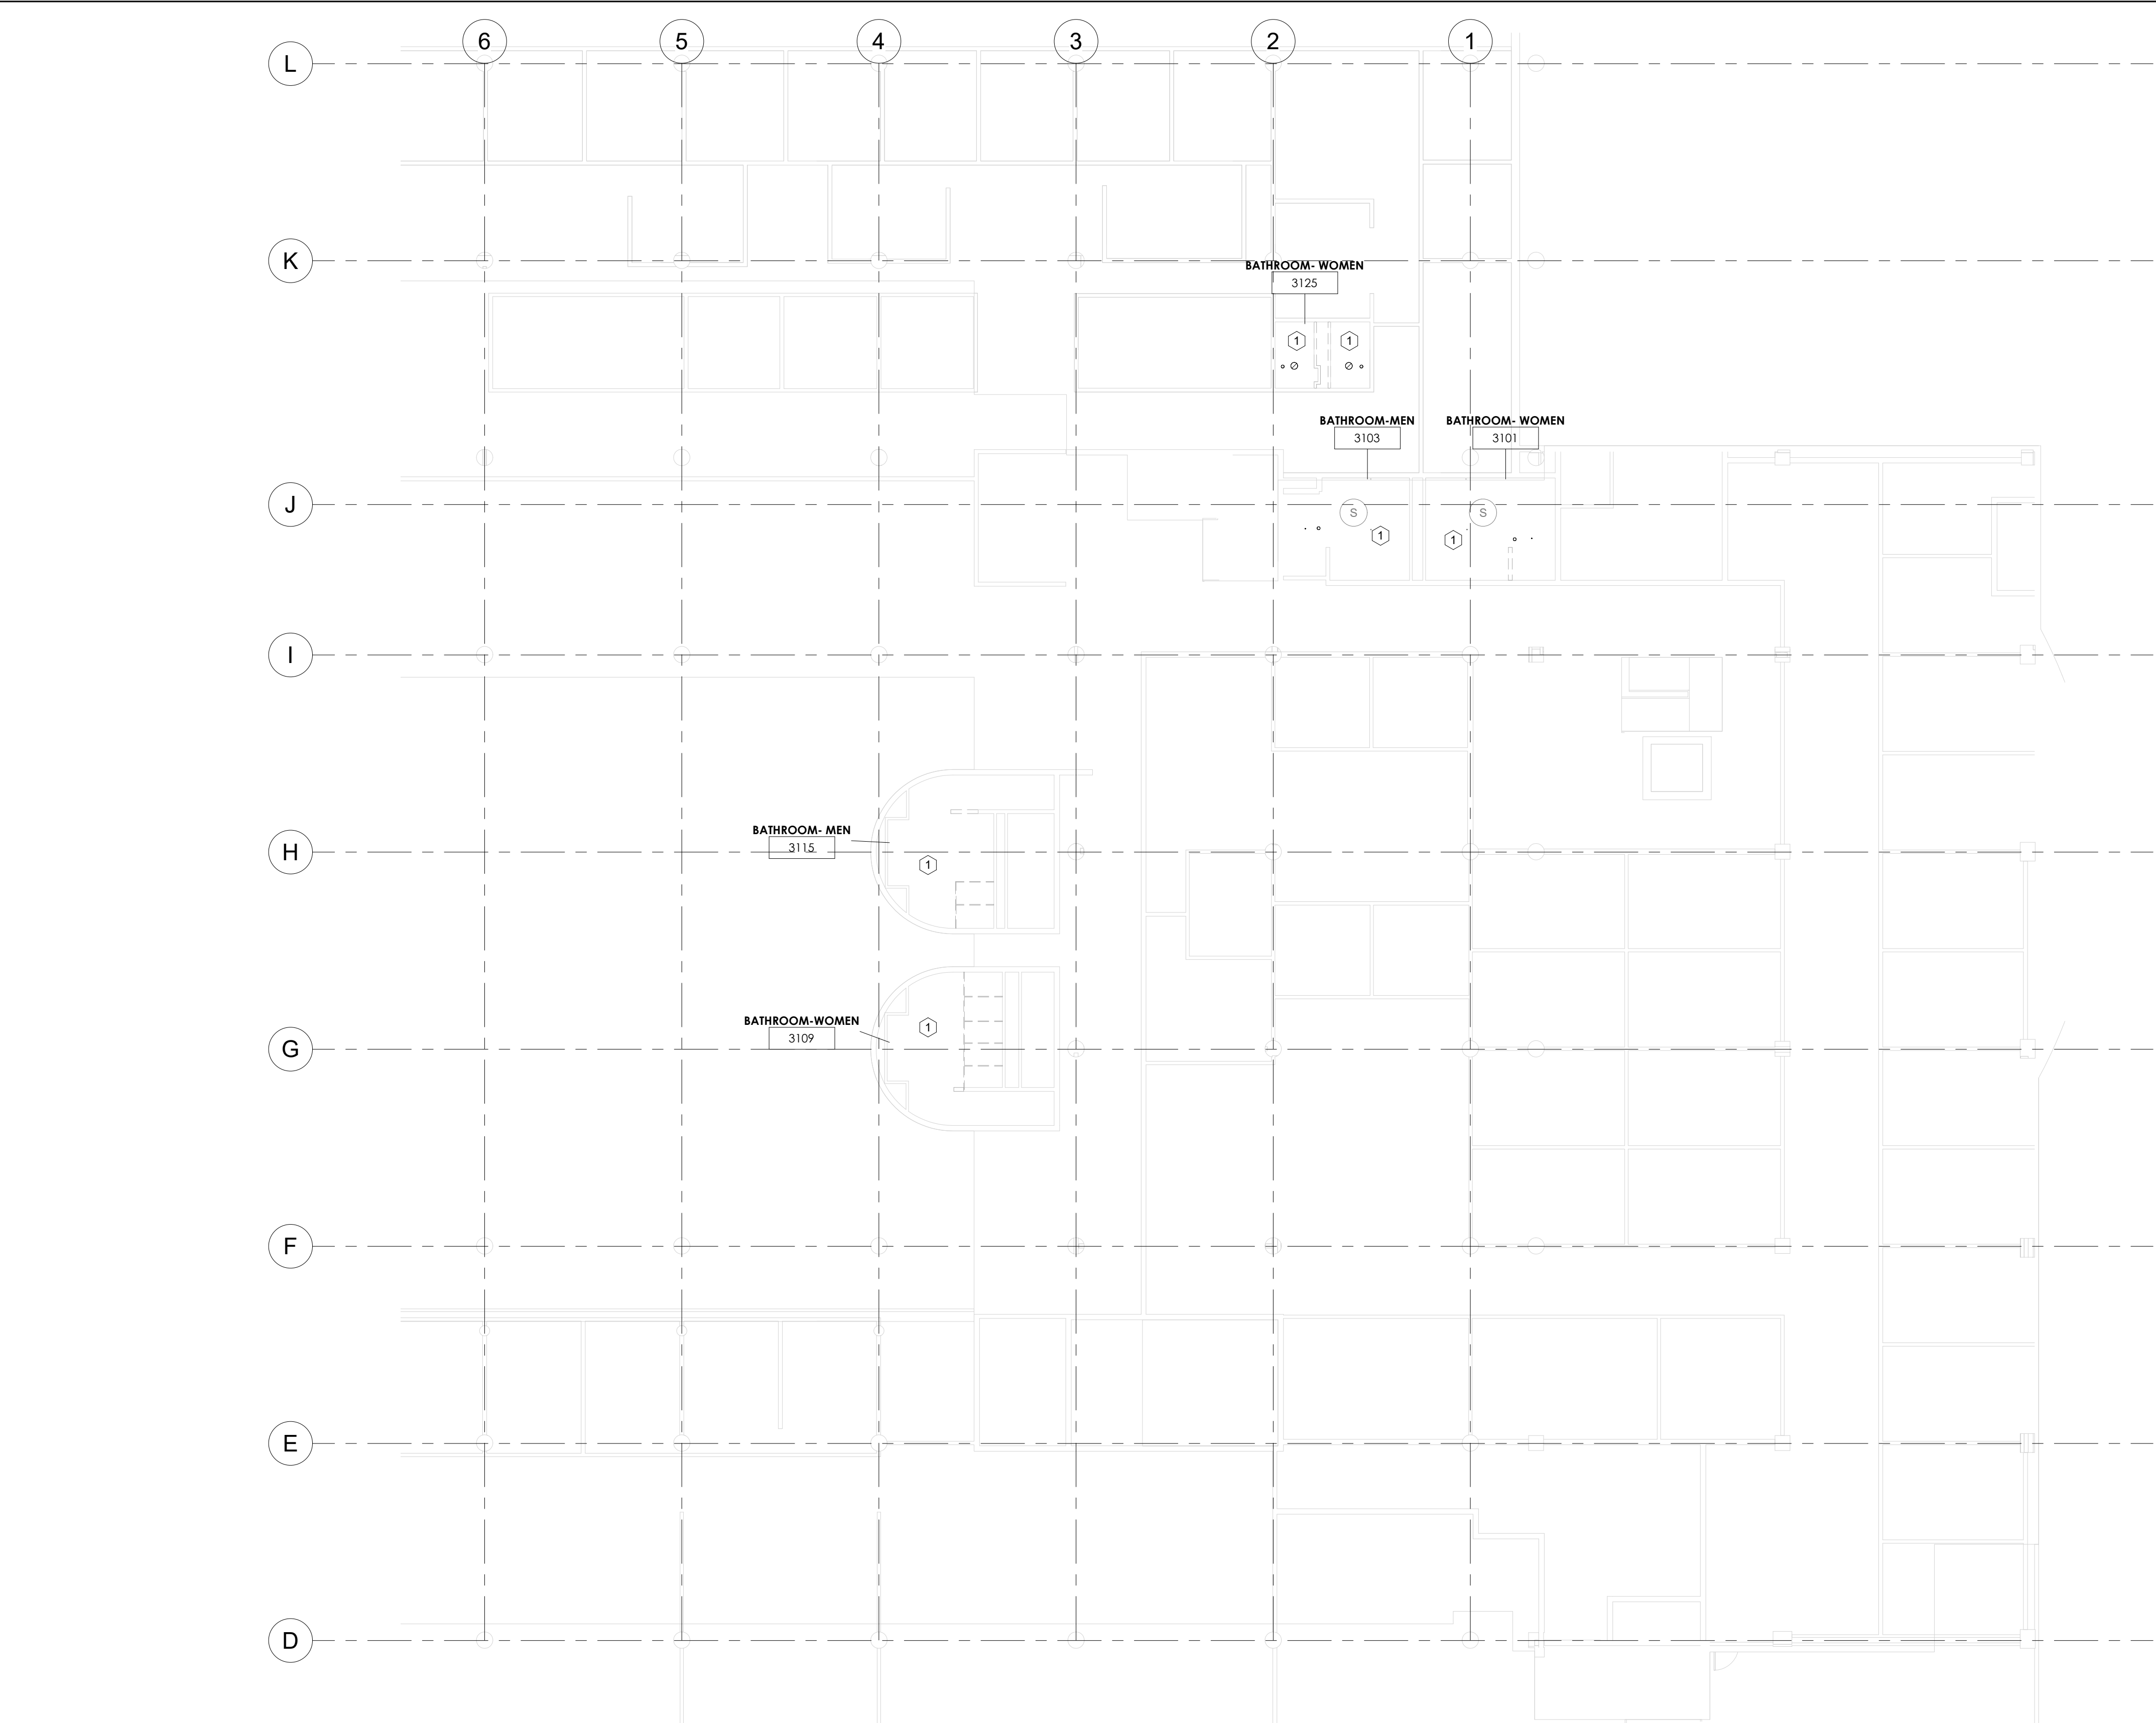 6 5 4 3 2 1
L
K
BATHROOM- WOMEN
3125
1 1
BATHROOM-MEN
3103
BATHROOM- WOMEN
3101
J
S S
1 1
I
BATHROOM- MEN
3115
H
1
BATHROOM-WOMEN
3109
1
G
F
E
D